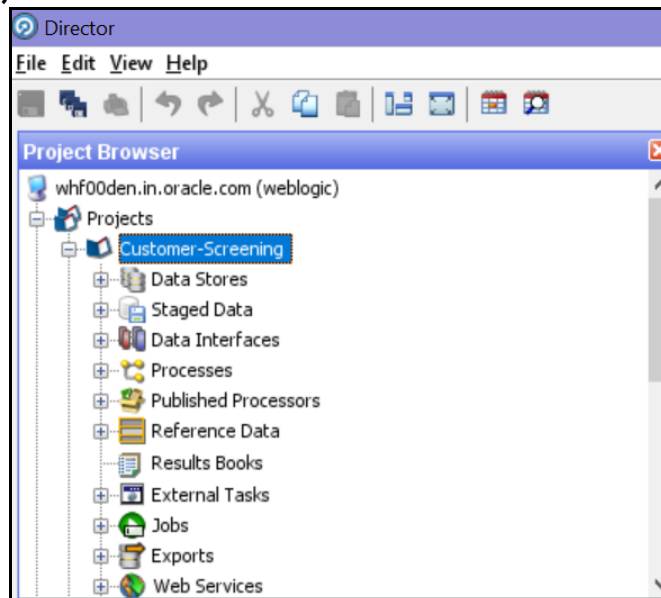 Director
File Edit View Help
Project Browser
whf00den.in.oracle.com (weblogic)
Projects
Customer-Screening
Data Stores
Staged Data
Data Interfaces
Processes
Published Processors
Reference Data
Results Books
External Tasks
Jobs
Exports
Web Services